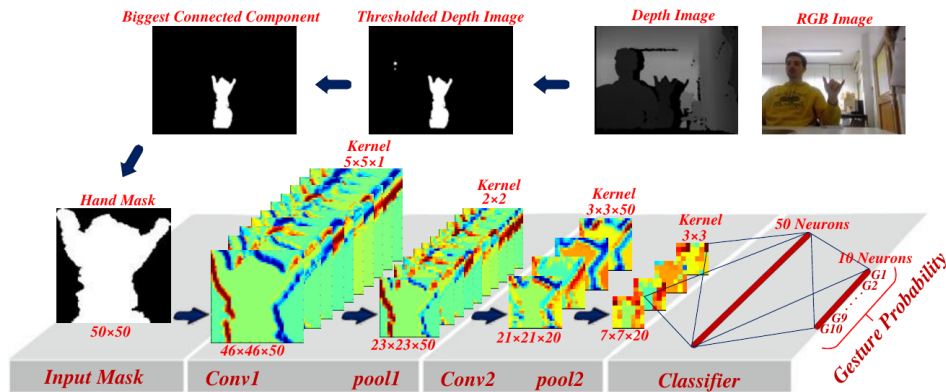 Biggest Connected Component
Thresholded Depth Image
Depth Image
RGB Image
Hand Mask
50×50
Kernel
5×5×1
46×46×50
Kernel
2×2
23×23×50
Kernel
3×3×50
21×21×20
Kernel
3×3
7×7×20
50 Neurons
10 Neurons
G1
G2
G9
G10
Gesture Probability
Input Mask
Conv1
pool1
Conv2
pool2
Classifier